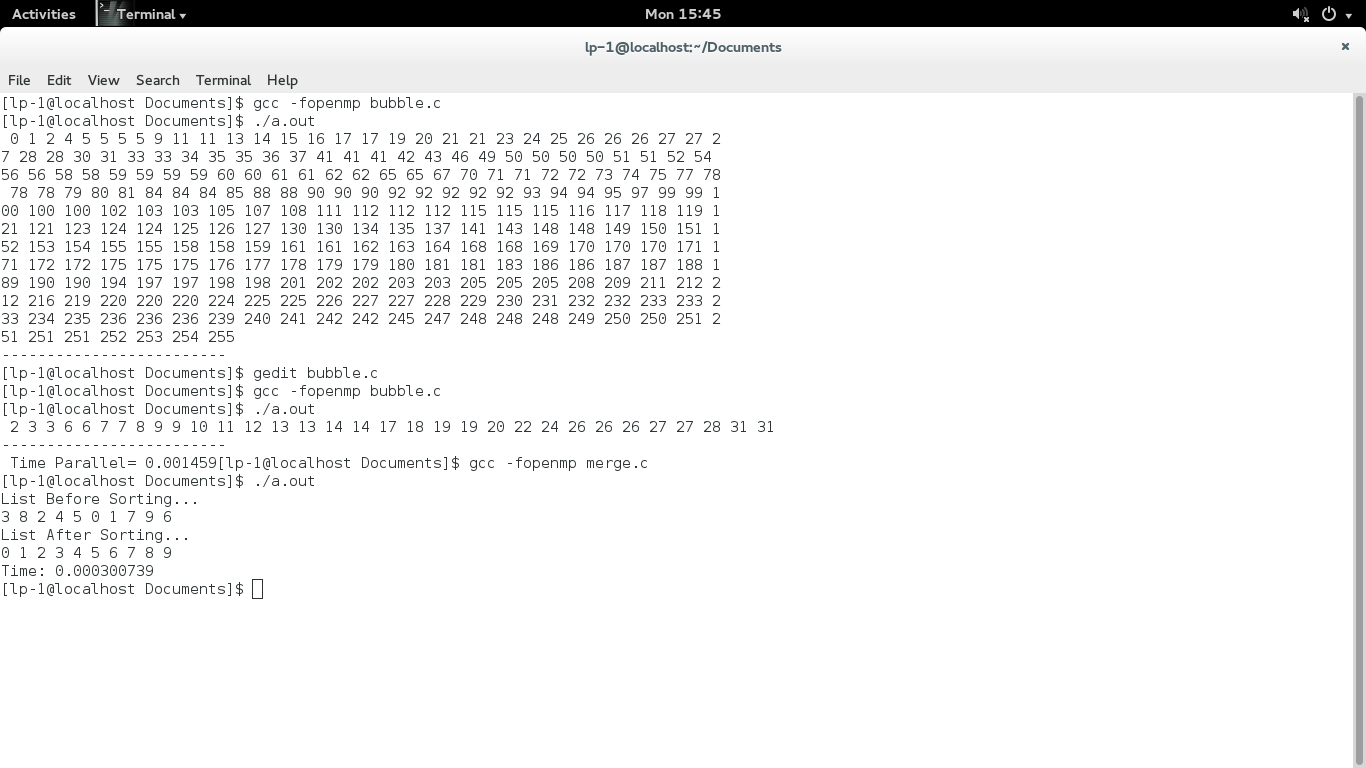 Activities Terminal Mon 15:45
lp-1@localhost:~/Documents
File Edit View Search Terminal Help
[lp-1@localhost Documents]$ gcc -fopenmp bubble.c
[lp-1@localhost Documents]$ ./a.out
 0 1 2 4 5 5 5 5 9 11 11 13 14 15 16 17 17 19 20 21 21 23 24 25 26 26 26 27 27 2
7 28 28 30 31 33 33 34 35 35 36 37 41 41 41 42 43 46 49 50 50 50 50 51 51 52 54
56 56 58 58 59 59 59 59 60 60 61 61 62 62 65 65 67 70 71 71 72 72 73 74 75 77 78
 78 78 79 80 81 84 84 84 85 88 88 90 90 90 92 92 92 92 92 93 94 94 95 97 99 99 1
00 100 100 102 103 103 105 107 108 111 112 112 112 115 115 115 116 117 118 119 1
21 121 123 124 124 125 126 127 130 130 134 135 137 141 143 148 148 149 150 151 1
52 153 154 155 155 158 158 159 161 161 162 163 164 168 168 169 170 170 170 171 1
71 172 172 175 175 175 176 177 178 179 179 180 181 181 183 186 186 187 187 188 1
89 190 190 194 197 197 198 198 201 202 202 203 203 205 205 205 208 209 211 212 2
12 216 219 220 220 220 224 225 225 226 227 227 228 229 230 231 232 232 233 233 2
33 234 235 236 236 236 239 240 241 242 242 245 247 248 248 248 249 250 250 251 2
51 251 251 252 253 254 255
-------------------------
[lp-1@localhost Documents]$ gedit bubble.c
[lp-1@localhost Documents]$ gcc -fopenmp bubble.c
[lp-1@localhost Documents]$ ./a.out
 2 3 3 6 6 7 7 8 9 9 10 11 12 13 13 14 14 17 18 19 19 20 22 24 26 26 26 27 27 28 31 31
-------------------------
 Time Parallel= 0.001459[lp-1@localhost Documents]$ gcc -fopenmp merge.c
[lp-1@localhost Documents]$ ./a.out
List Before Sorting...
3 8 2 4 5 0 1 7 9 6
List After Sorting...
0 1 2 3 4 5 6 7 8 9
Time: 0.000300739
[lp-1@localhost Documents]$